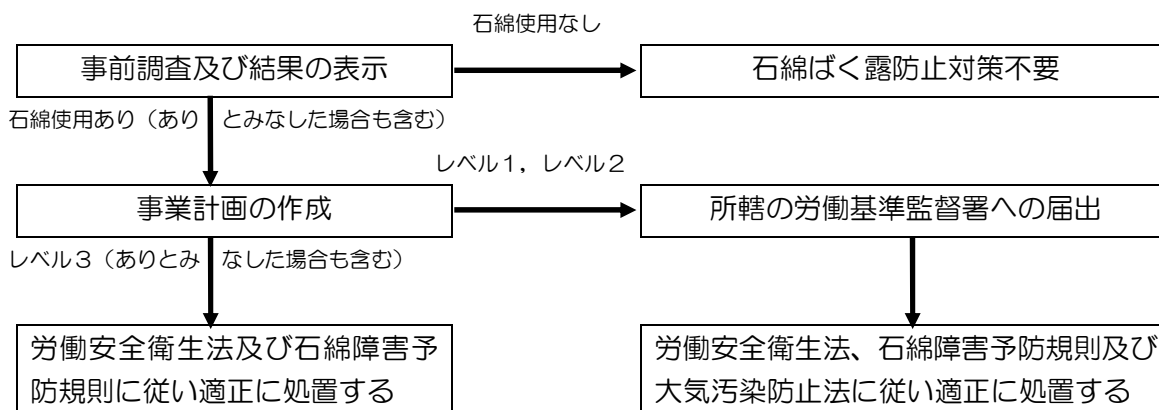 石綿使用なし
事前調査及び結果の表示
石綿ばく露防止対策不要
石綿使用あり（あり とみなした場合も含む）
レベル１，レベル２
事業計画の作成
所轄の労働基準監督署への届出
レベル３（ありとみ なした場合も含む）
労働安全衛生法及び石綿障害予
防規則に従い適正に処置する
労働安全衛生法、石綿障害予防規則及び
大気汚染防止法に従い適正に処置する